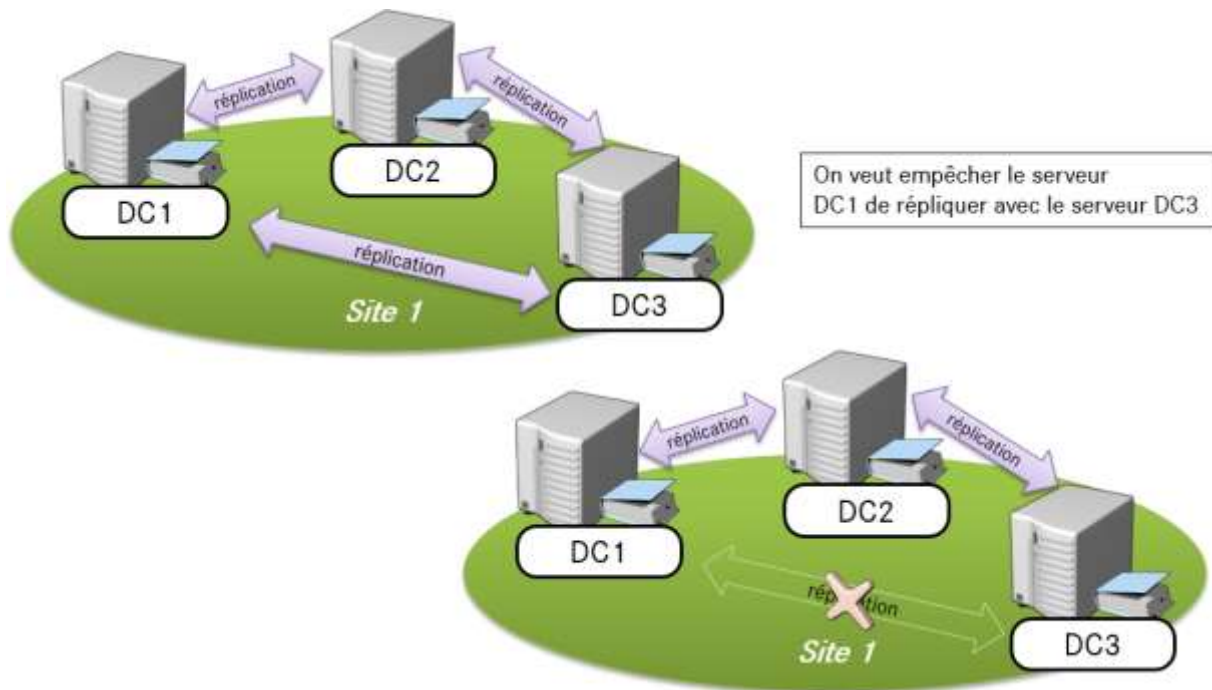 réplication
réplication
DC2
DC1
On veut empêcher le serveur
DC1 de répliquer avec le serveur DC3
réplication
Site 1
DC3
réplication
réplication
DC2
DC1
réplication
Site 1
DC3